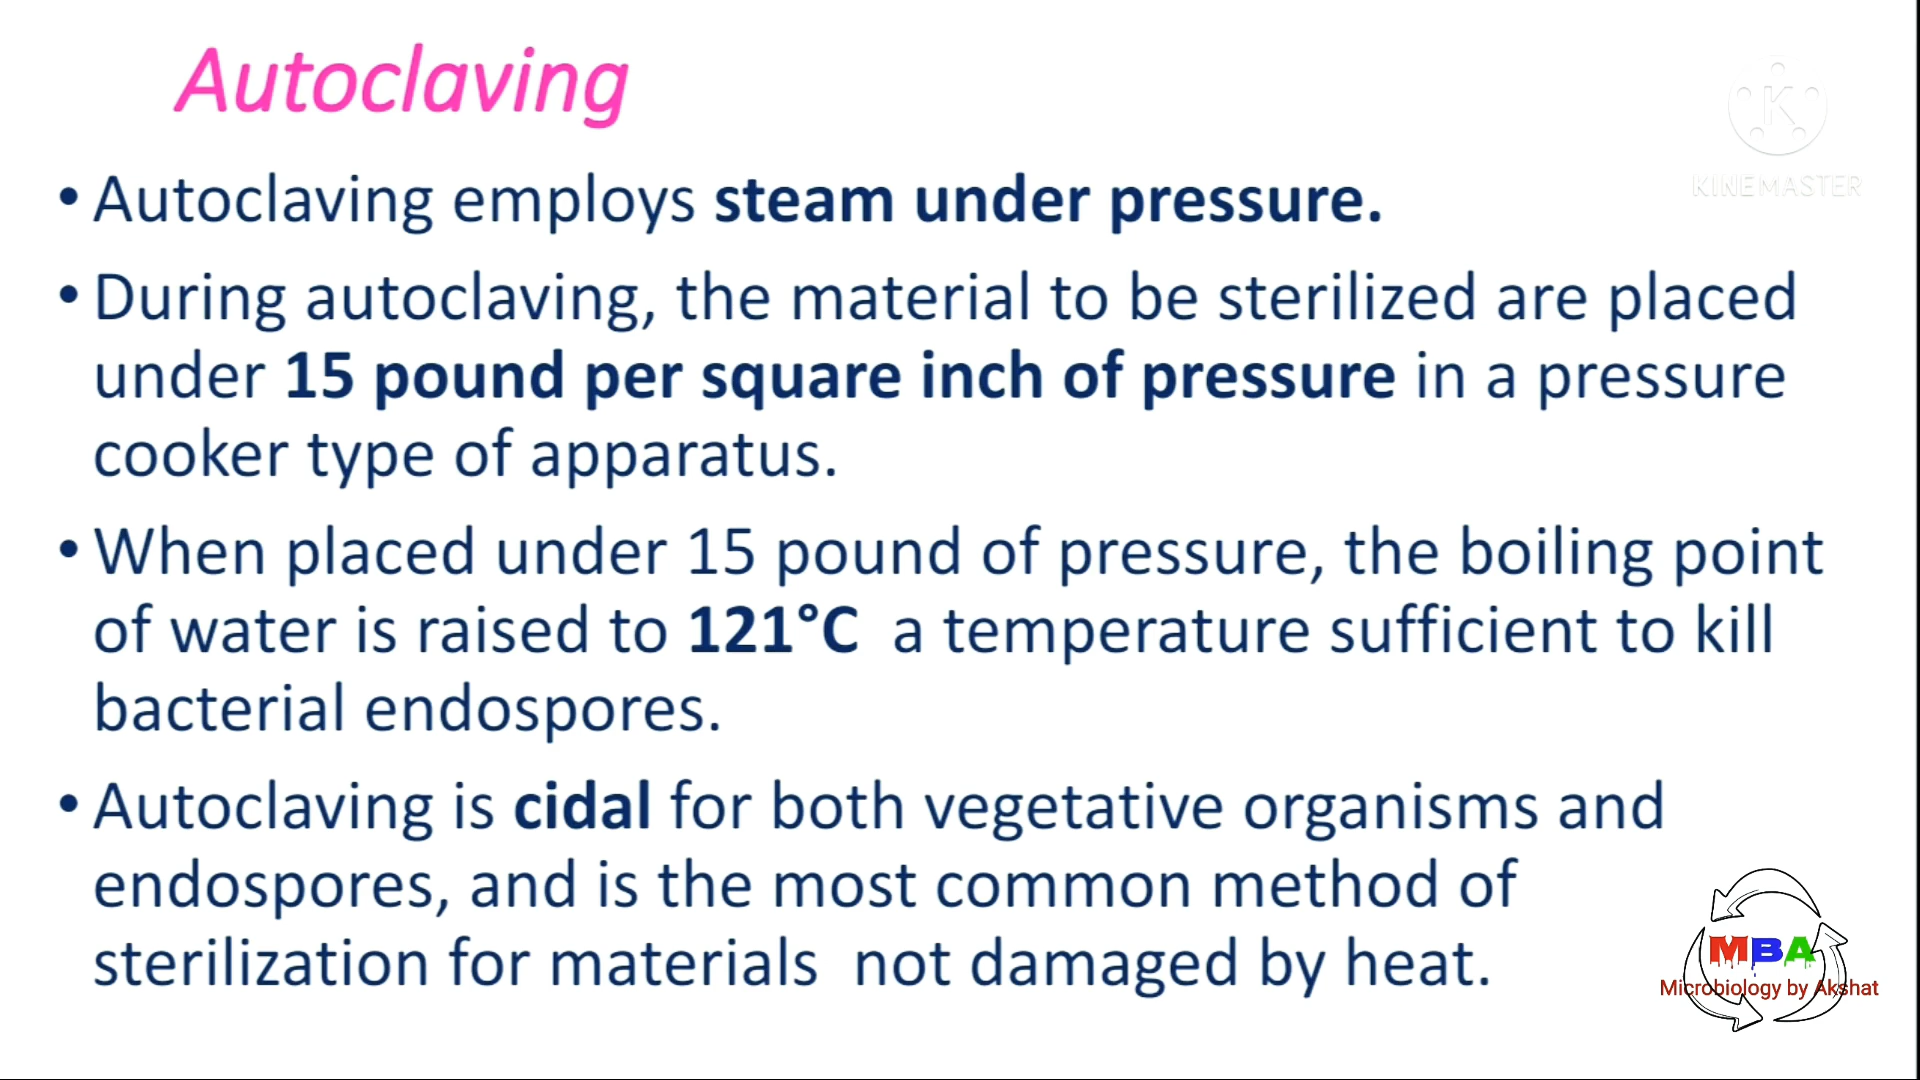 Autoclaving
KINEMASTER
• Autoclaving employs steam under pressure.
• During autoclaving, the material to be sterilized are placed
under 15 pound per square inch of pressure in a pressure
cooker type of apparatus.
• When placed under 15 pound of pressure, the boiling point
of water is raised to 121°C a temperature sufficient to kill
bacterial endospores.
• Autoclaving is cidal for both vegetative organisms and
endospores, and is the most common method of
sterilization for materials not damaged by heat.
MBA
Microbiology by Akshat